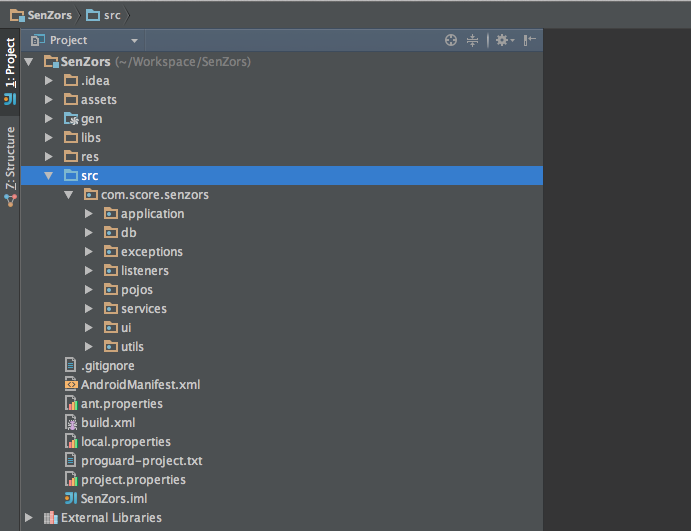 SenZors src
Project
SenZors (~/Workspace/SenZors)
.idea
assets
gen
libs
res
src
com.score.senzors
application
db
exceptions
listeners
pojos
services
ui
utils
.gitignore
AndroidManifest.xml
ant.properties
build.xml
local.properties
proguard-project.txt
project.properties
SenZors.iml
External Libraries
1: Project
Z: Structure